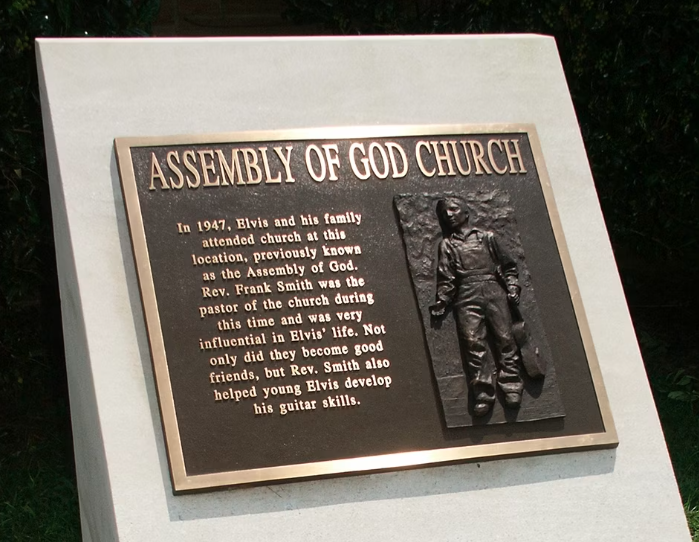 ASSEMBLY OF GOD CHURCH
In 1947, Elvis and his family
attended church at this
location, previously known
as the Assembly of God.
Rev. Frank Smith was the
pastor of the church during
this time and was very
influential in Elvis' life. Not
only did they become good
friends, but Rev. Smith also
helped young Elvis develop
his guitar skills.